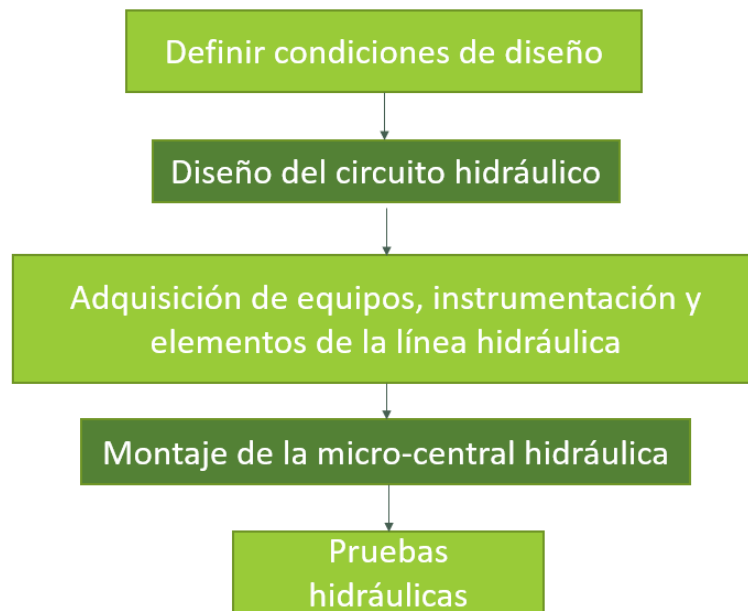 Definir condiciones de diseño
Diseño del circuito hidráulico
Adquisición de equipos, instrumentación y
elementos de la línea hidráulica
Montaje de la micro-central hidráulica
Pruebas
hidráulicas